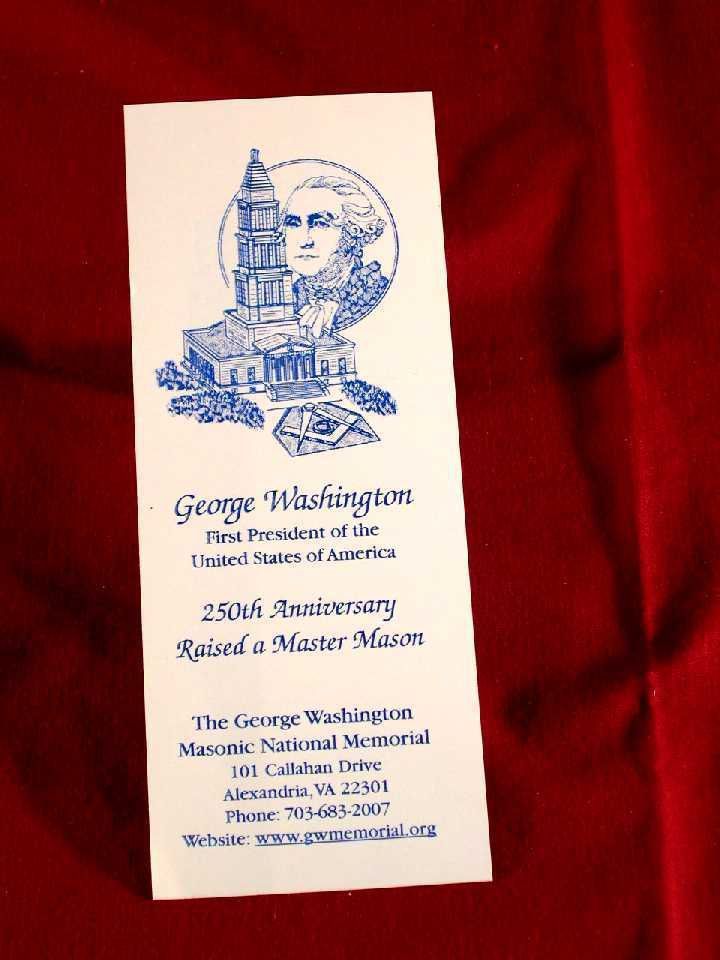 George Washington
First President of the
United States of America
250th Anniversary
Raised a Master Mason
The George Washington
Masonic National Memorial
101 Callahan Drive
Alexandria, VA 22301
Phone: 703-683-2007
Website: www.gwmemorial.org